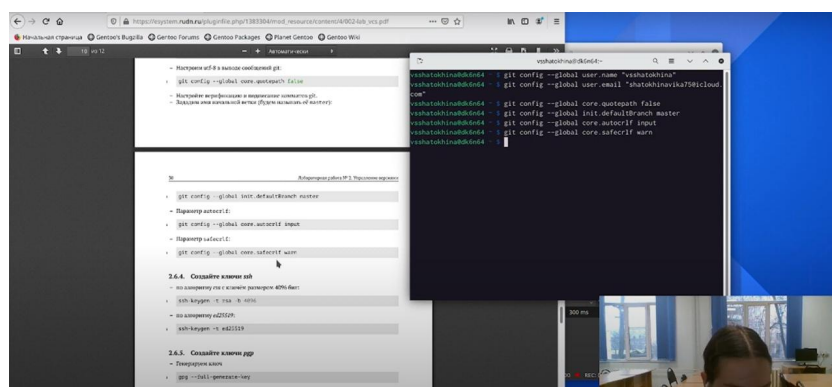 https://esystem.rudn.ru/pluginfile.php/1383304/mod_resource/content/4/002-lab_vcs.pdf
Начальная страница Gentoo's Bugzilla Gentoo Forums Gentoo Packages Gentoo Planet Gentoo Gentoo Wiki
10 из 12 Автоматически
– Настроим utf-8 в выводе сообщений git:
git config --global core.quotepath false
– Настройте верификацию и подписание коммитов git.
– Зададим имя начальной ветки (будем называть её master):
Лабораторная работа № 2. Управление версиями
git config --global init.defaultBranch master
– Параметр autocrlf:
git config --global core.autocrlf input
– Параметр safecrlf:
git config --global core.safecrlf warn
2.6.4. Создайте ключи ssh
– по алгоритму rsa с ключём размером 4096 бит:
ssh-keygen -t rsa -b 4096
– по алгоритму ed25519:
ssh-keygen -t ed25519
2.6.5. Создайте ключи pgp
– Генерируем ключ
gpg --full-generate-key
vsshatokhina@dk6n64:~
vsshatokhina@dk6n64 ~ $ git config --global user.name "vsshatokhina"
vsshatokhina@dk6n64 ~ $ git config --global user.email "shatokhinavika75@icloud.
com"
vsshatokhina@dk6n64 ~ $ git config --global core.quotepath false
vsshatokhina@dk6n64 ~ $ git config --global init.defaultBranch master
vsshatokhina@dk6n64 ~ $ git config --global core.autocrlf input
vsshatokhina@dk6n64 ~ $ git config --global core.safecrlf warn
vsshatokhina@dk6n64 ~ $
300 ms
REC